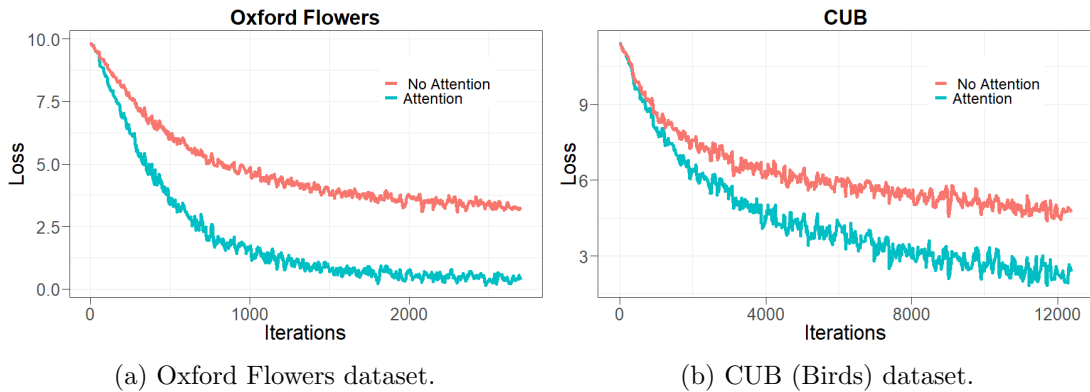 Oxford Flowers
10.0
7.5
5.0
2.5
0.0
Loss
No Attention
Attention
0
1000
2000
Iterations
(a) Oxford Flowers dataset.
CUB
9
6
3
Loss
No Attention
Attention
0
4000
8000
12000
Iterations
(b) CUB (Birds) dataset.